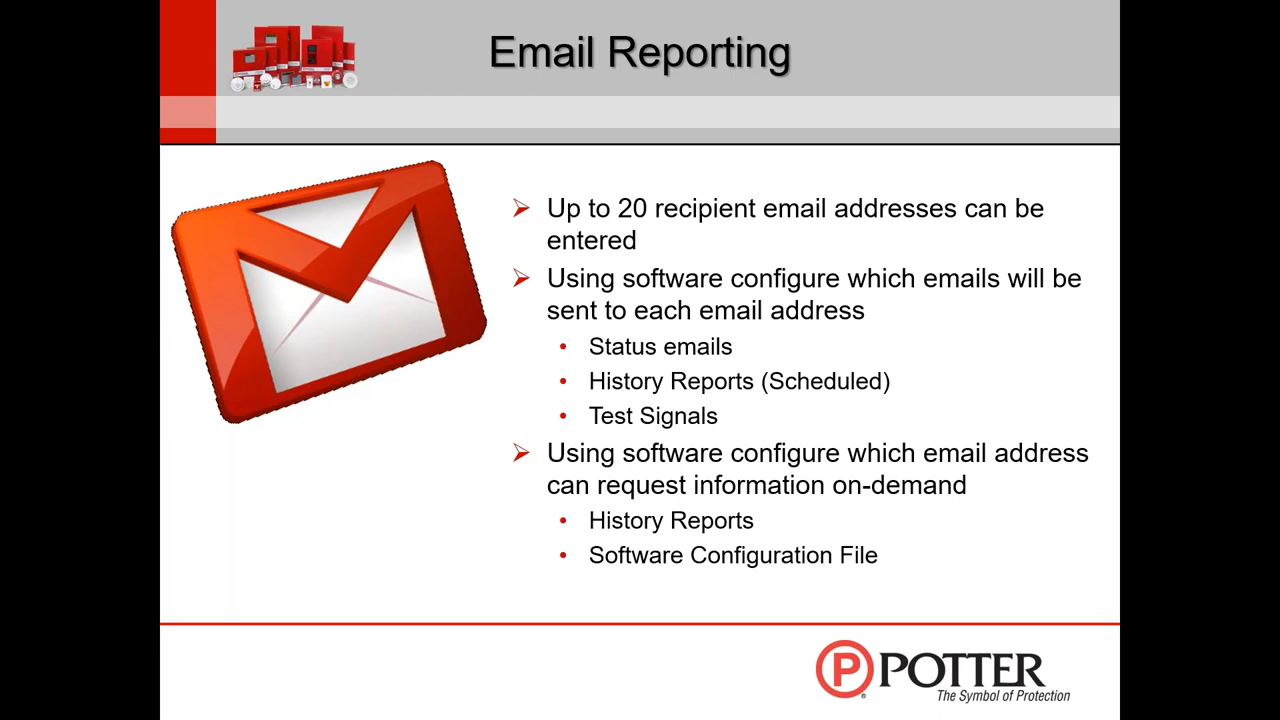 Email Reporting
➢ Up to 20 recipient email addresses can be
entered
➢ Using software configure which emails will be
sent to each email address
• Status emails
• History Reports (Scheduled)
• Test Signals
➢ Using software configure which email address
can request information on-demand
• History Reports
• Software Configuration File
P POTTER
® The Symbol of Protection